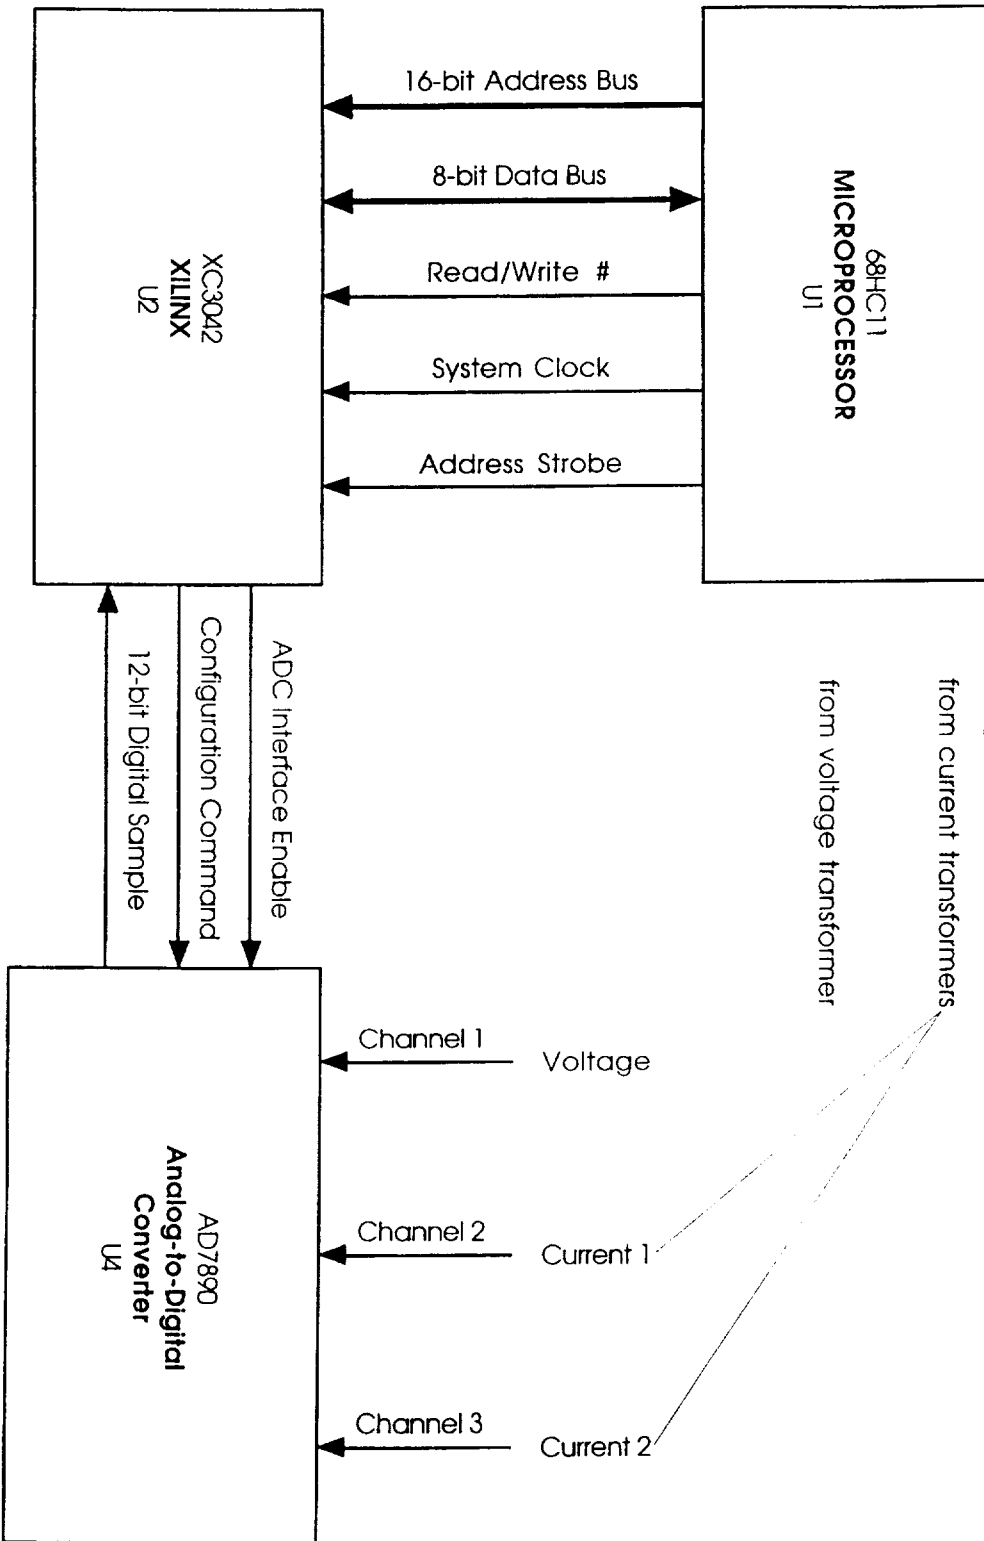 16-bit Address Bus
8-bit Data Bus
Read/Write #
System Clock
Address Strobe
68HC11
MICROPROCESSOR
U1
XC3042
XILINX
U2
ADC Interface Enable
Configuration Command
12-bit Digital Sample
from current transformers
from voltage transformer
Channel 1
Voltage
Channel 2
Current 1
Channel 3
Current 2
AD7890
Analog-to-Digital
Converter
U4